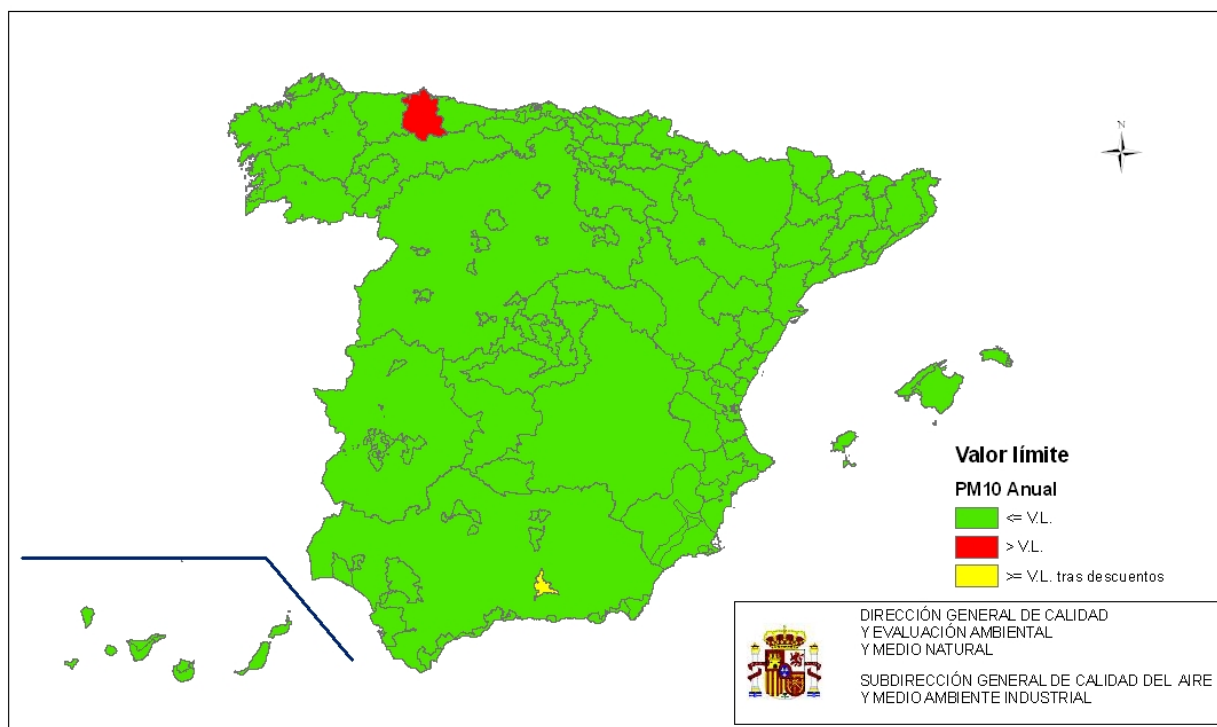 N
Valor límite
PM10 Anual
<= V.L.
> V.L.
>= V.L. tras descuentos
DIRECCIÓN GENERAL DE CALIDAD
Y EVALUACIÓN AMBIENTAL
Y MEDIO NATURAL
SUBDIRECCIÓN GENERAL DE CALIDAD DEL AIRE
Y MEDIO AMBIENTE INDUSTRIAL